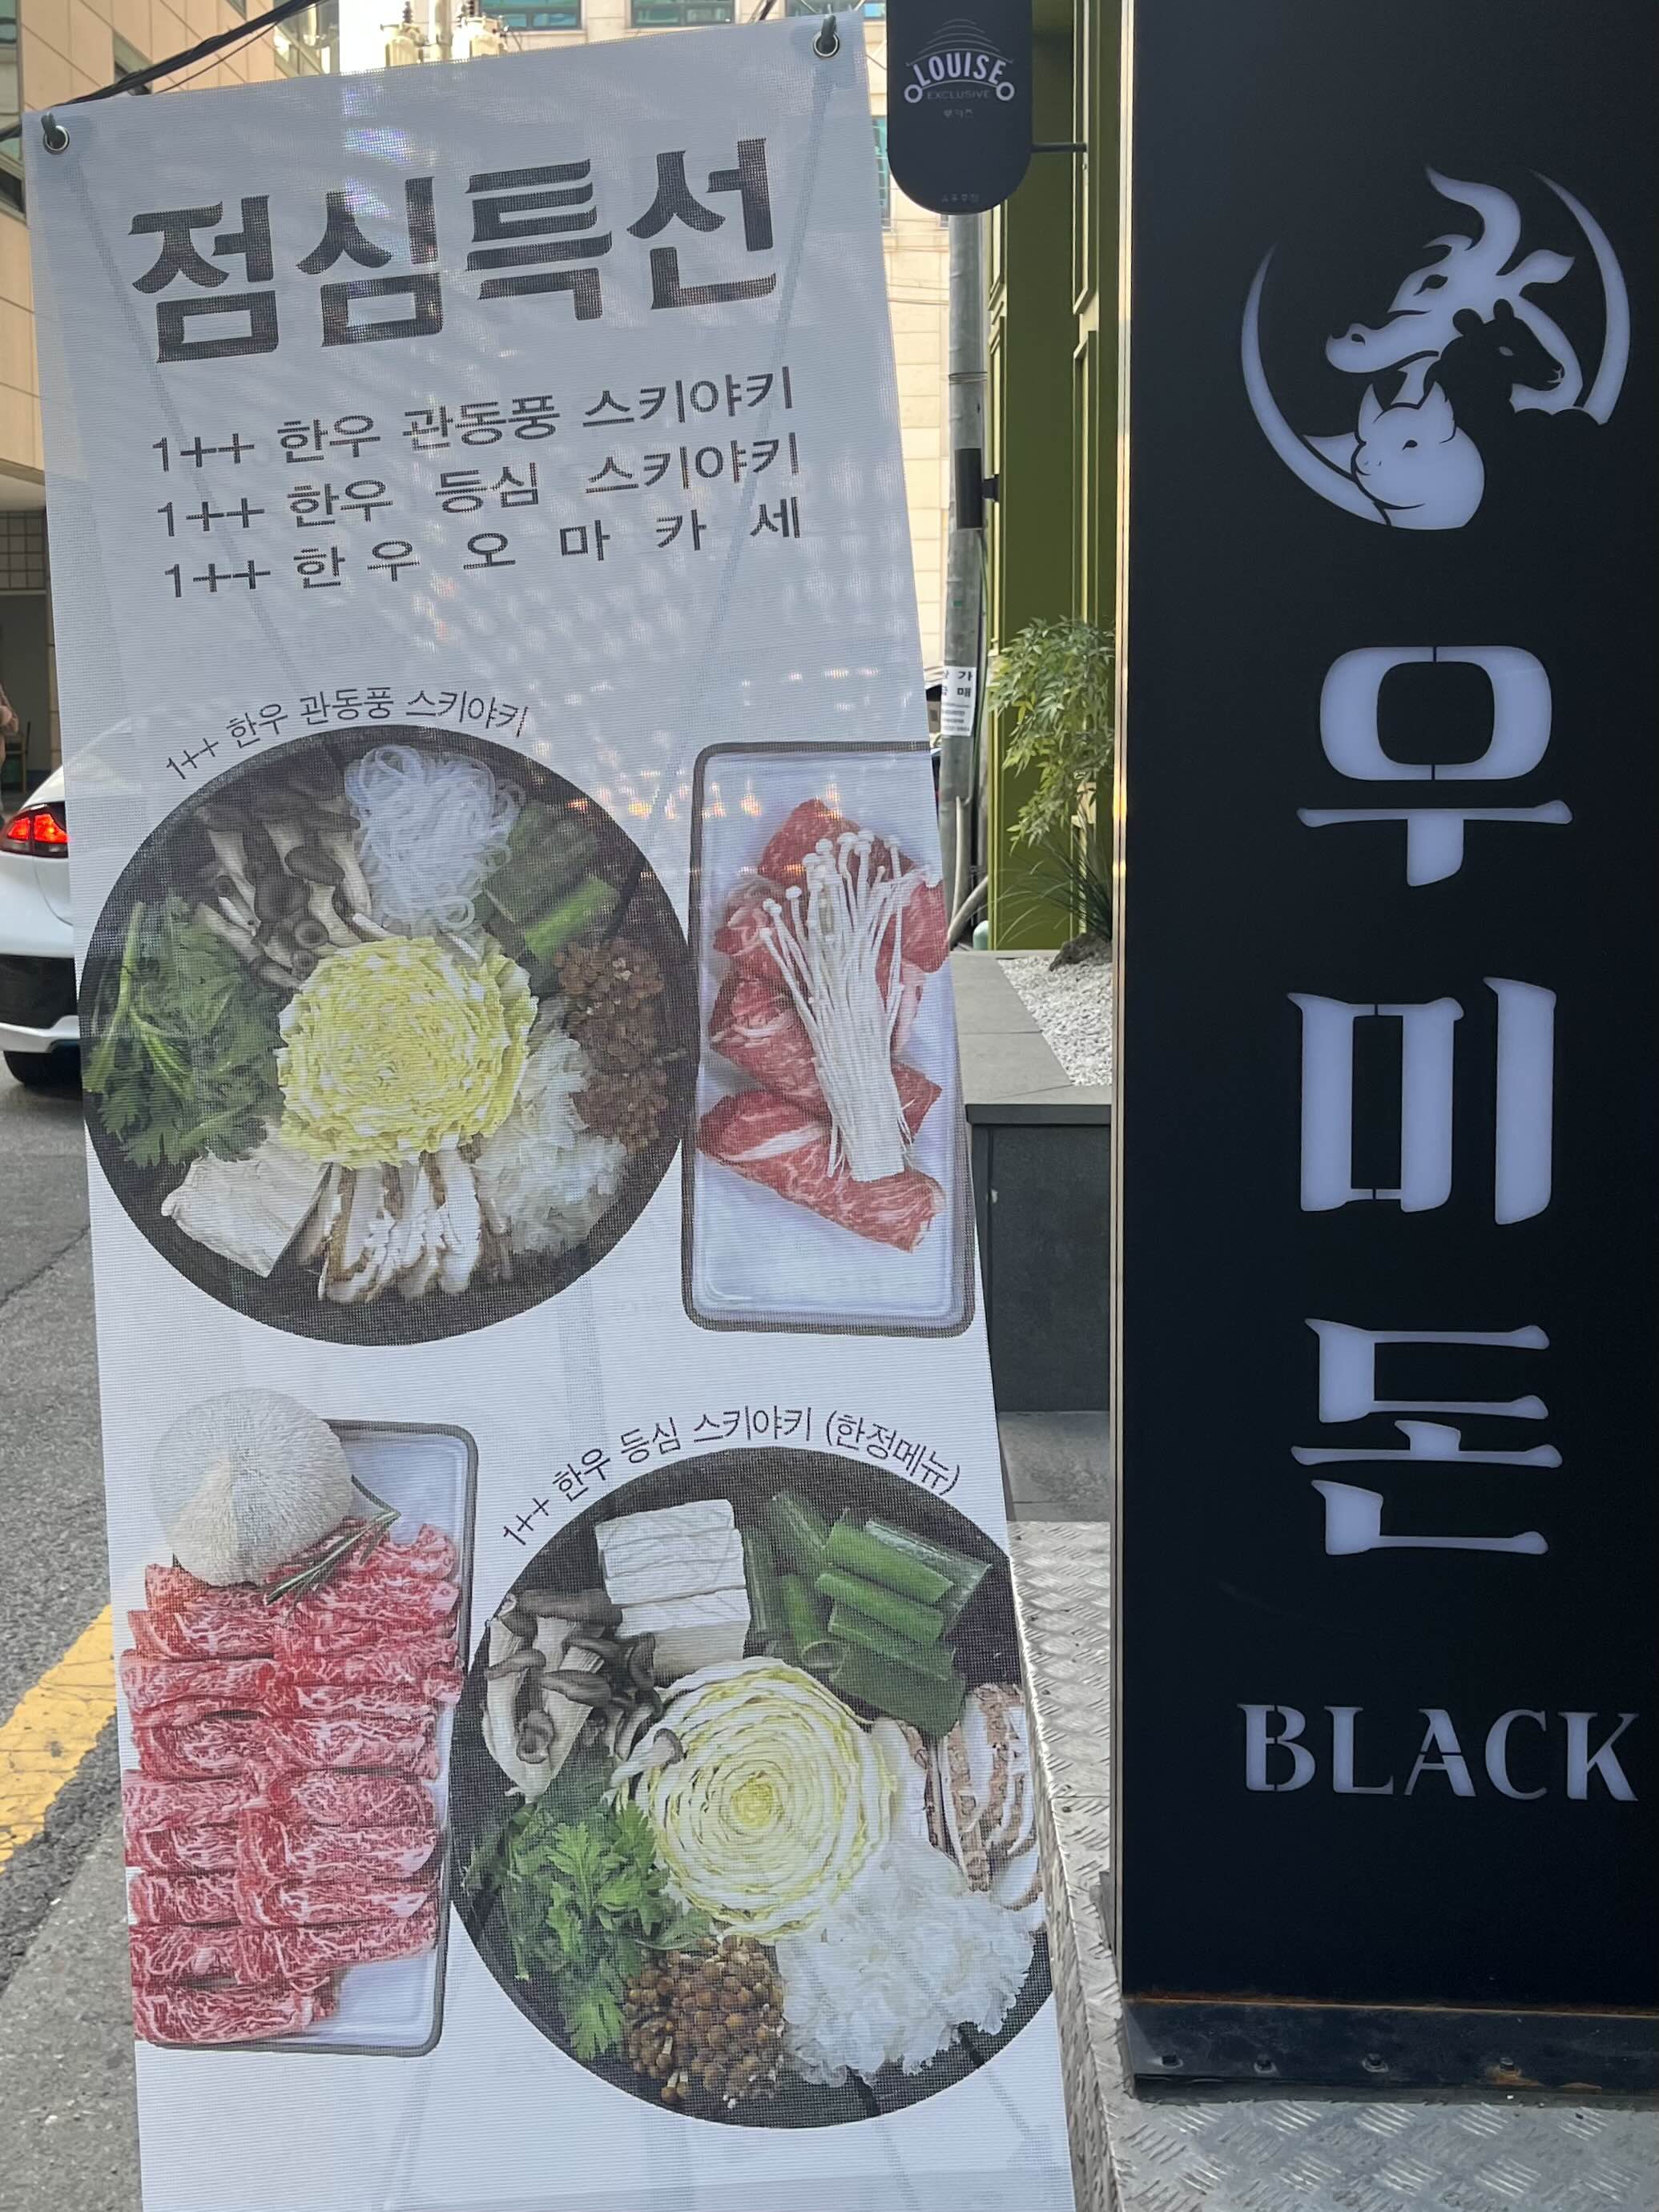 점심특선
1++ 한우 관동풍 스키야키
1++ 한우 등심 스키야키
1++ 한우 오마카세
1++ 한우 관동풍 스키야키
1++ 한우 등심 스키야키 (한정메뉴)
LOUISE
EXCLUSIVE
루이즈
우미돈
BLACK